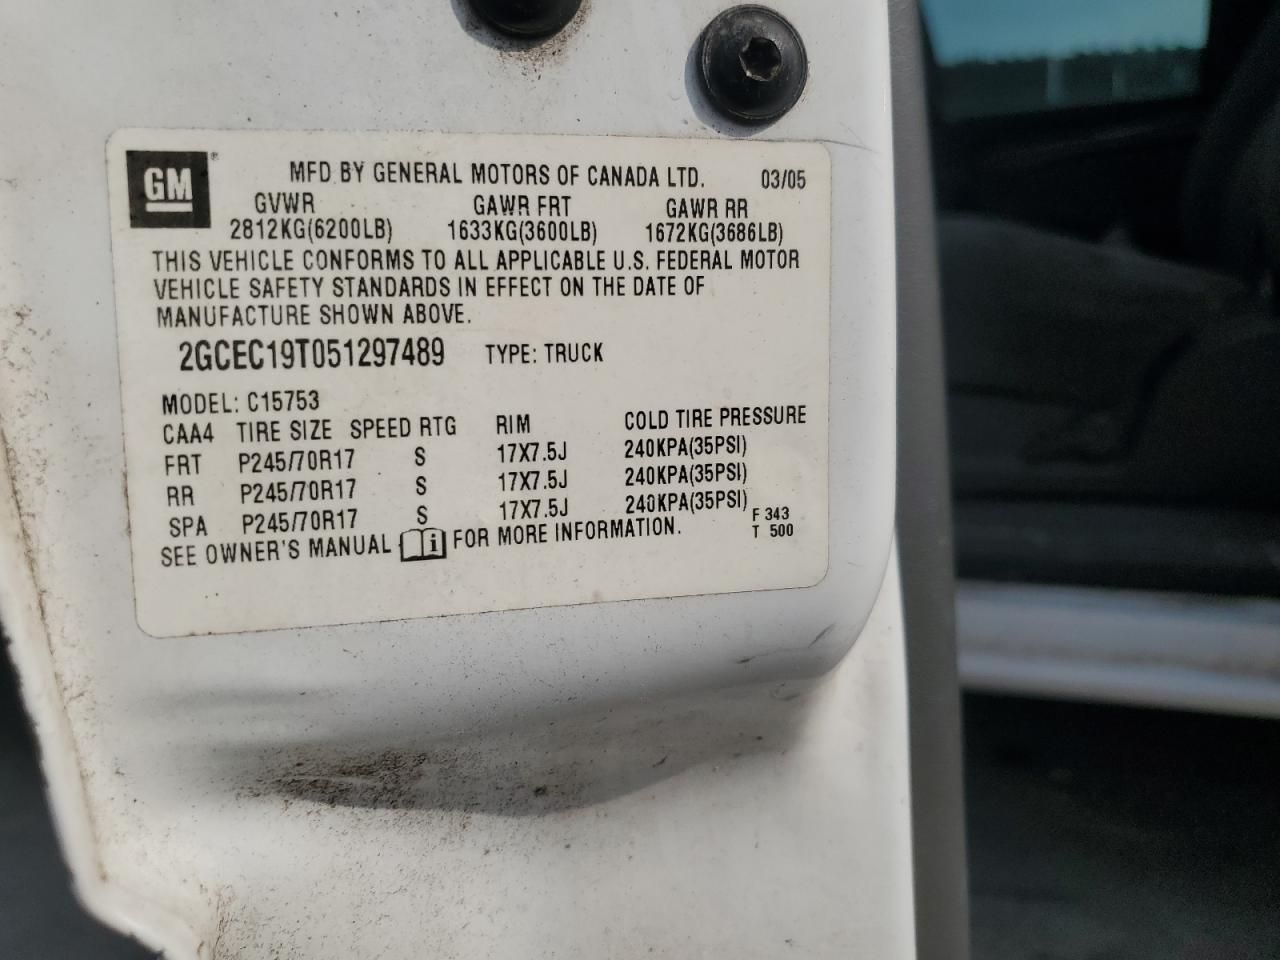 GM®
MFD BY GENERAL MOTORS OF CANADA LTD. 03/05
GVWR GAWR FRT GAWR RR
2812KG(6200LB) 1633KG(3600LB) 1672KG(3686LB)
THIS VEHICLE CONFORMS TO ALL APPLICABLE U.S. FEDERAL MOTOR
VEHICLE SAFETY STANDARDS IN EFFECT ON THE DATE OF
MANUFACTURE SHOWN ABOVE.
2GCEC19T051297489 TYPE: TRUCK
MODEL: C15753
CAA4 TIRE SIZE SPEED RTG RIM COLD TIRE PRESSURE
FRT P245/70R17 S 17X7.5J 240KPA(35PSI)
RR P245/70R17 S 17X7.5J 240KPA(35PSI)
SPA P245/70R17 S 17X7.5J 240KPA(35PSI)
SEE OWNER'S MANUAL i FOR MORE INFORMATION.
F 343
T 500